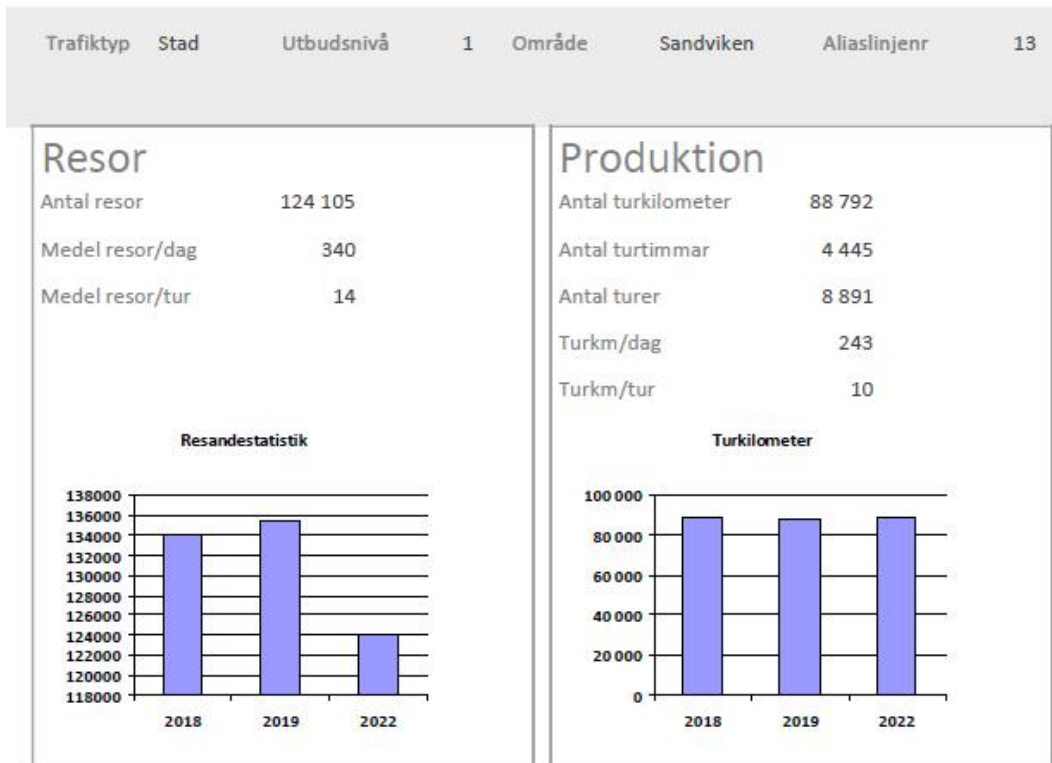 Trafiktyp Stad Utbudsnivå 1 Område Sandviken Aliaslinjenr 13
Resor
Antal resor 124 105
Medel resor/dag 340
Medel resor/tur 14
Resandestatistik
138000
136000
134000
132000
130000
128000
126000
124000
122000
120000
118000
2018 2019 2022
Produktion
Antal turkilometer 88 792
Antal turtimmar 4 445
Antal turer 8 891
Turkm/dag 243
Turkm/tur 10
Turkilometer
100 000
80 000
60 000
40 000
20 000
0
2018 2019 2022